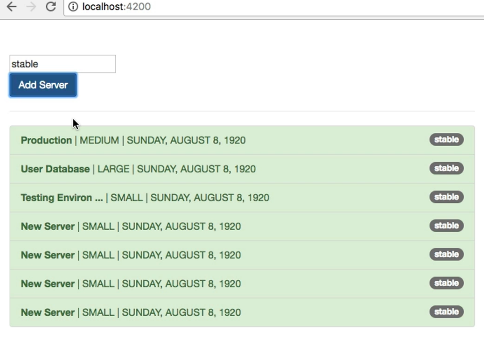 localhost:4200
stable
Add Server
Production | MEDIUM | SUNDAY, AUGUST 8, 1920 stable
User Database | LARGE | SUNDAY, AUGUST 8, 1920 stable
Testing Environ ... | SMALL | SUNDAY, AUGUST 8, 1920 stable
New Server | SMALL | SUNDAY, AUGUST 8, 1920 stable
New Server | SMALL | SUNDAY, AUGUST 8, 1920 stable
New Server | SMALL | SUNDAY, AUGUST 8, 1920 stable
New Server | SMALL | SUNDAY, AUGUST 8, 1920 stable